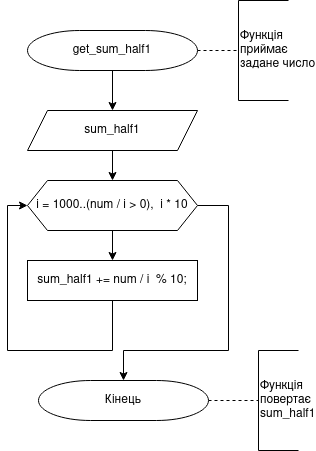 get_sum_half1
Функція
приймає
задане число
sum_half1
i = 1000..(num / i > 0),  i * 10
sum_half1 += num / i  % 10;
Кінець
Функція
повертає
sum_half1